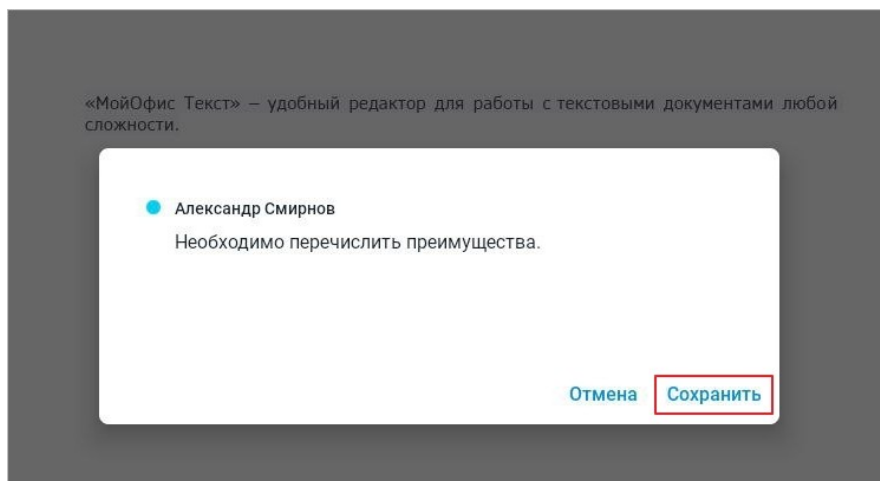 «МойОфис Текст» – удобный редактор для работы с текстовыми документами любой
сложности.
Александр Смирнов
Необходимо перечислить преимущества.
Отмена Сохранить